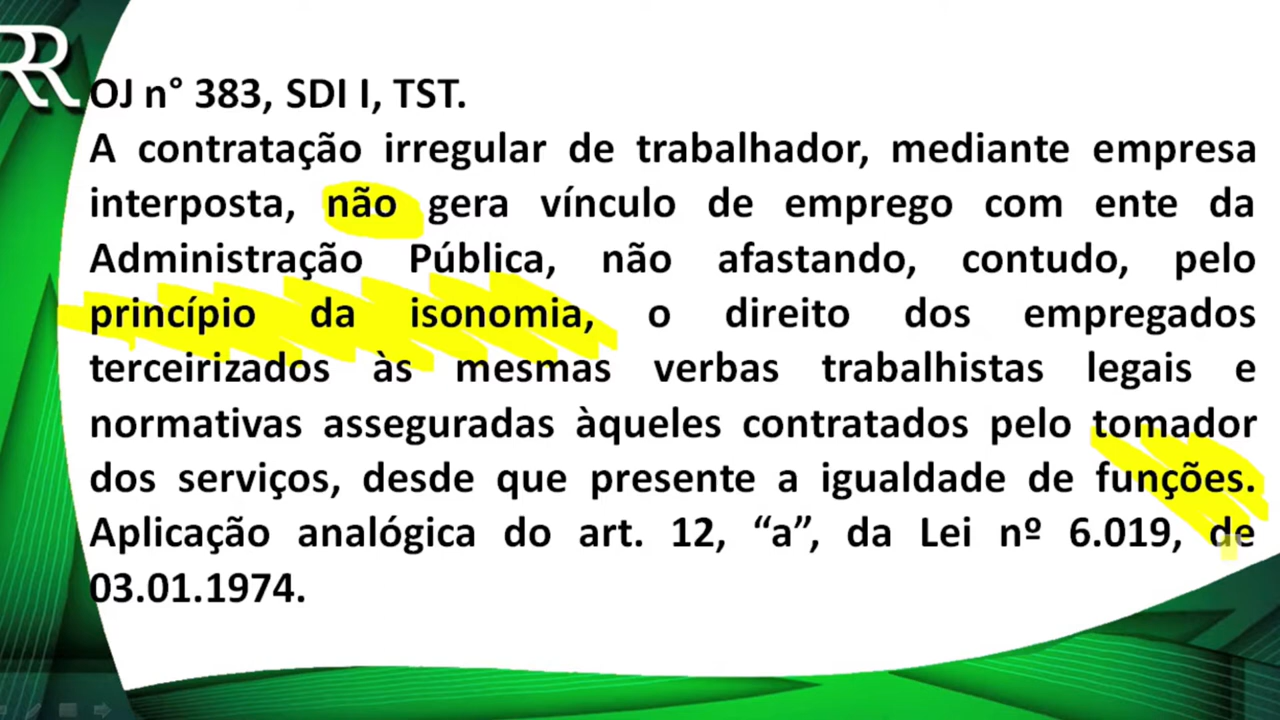 RR
OJ n° 383, SDI I, TST.
A contratação irregular de trabalhador, mediante empresa
interposta, não gera vínculo de emprego com ente da
Administração Pública, não afastando, contudo, pelo
princípio da isonomia, o direito dos empregados
terceirizados às mesmas verbas trabalhistas legais e
normativas asseguradas àqueles contratados pelo tomador
dos serviços, desde que presente a igualdade de funções.
Aplicação analógica do art. 12, “a”, da Lei nº 6.019, de
03.01.1974.